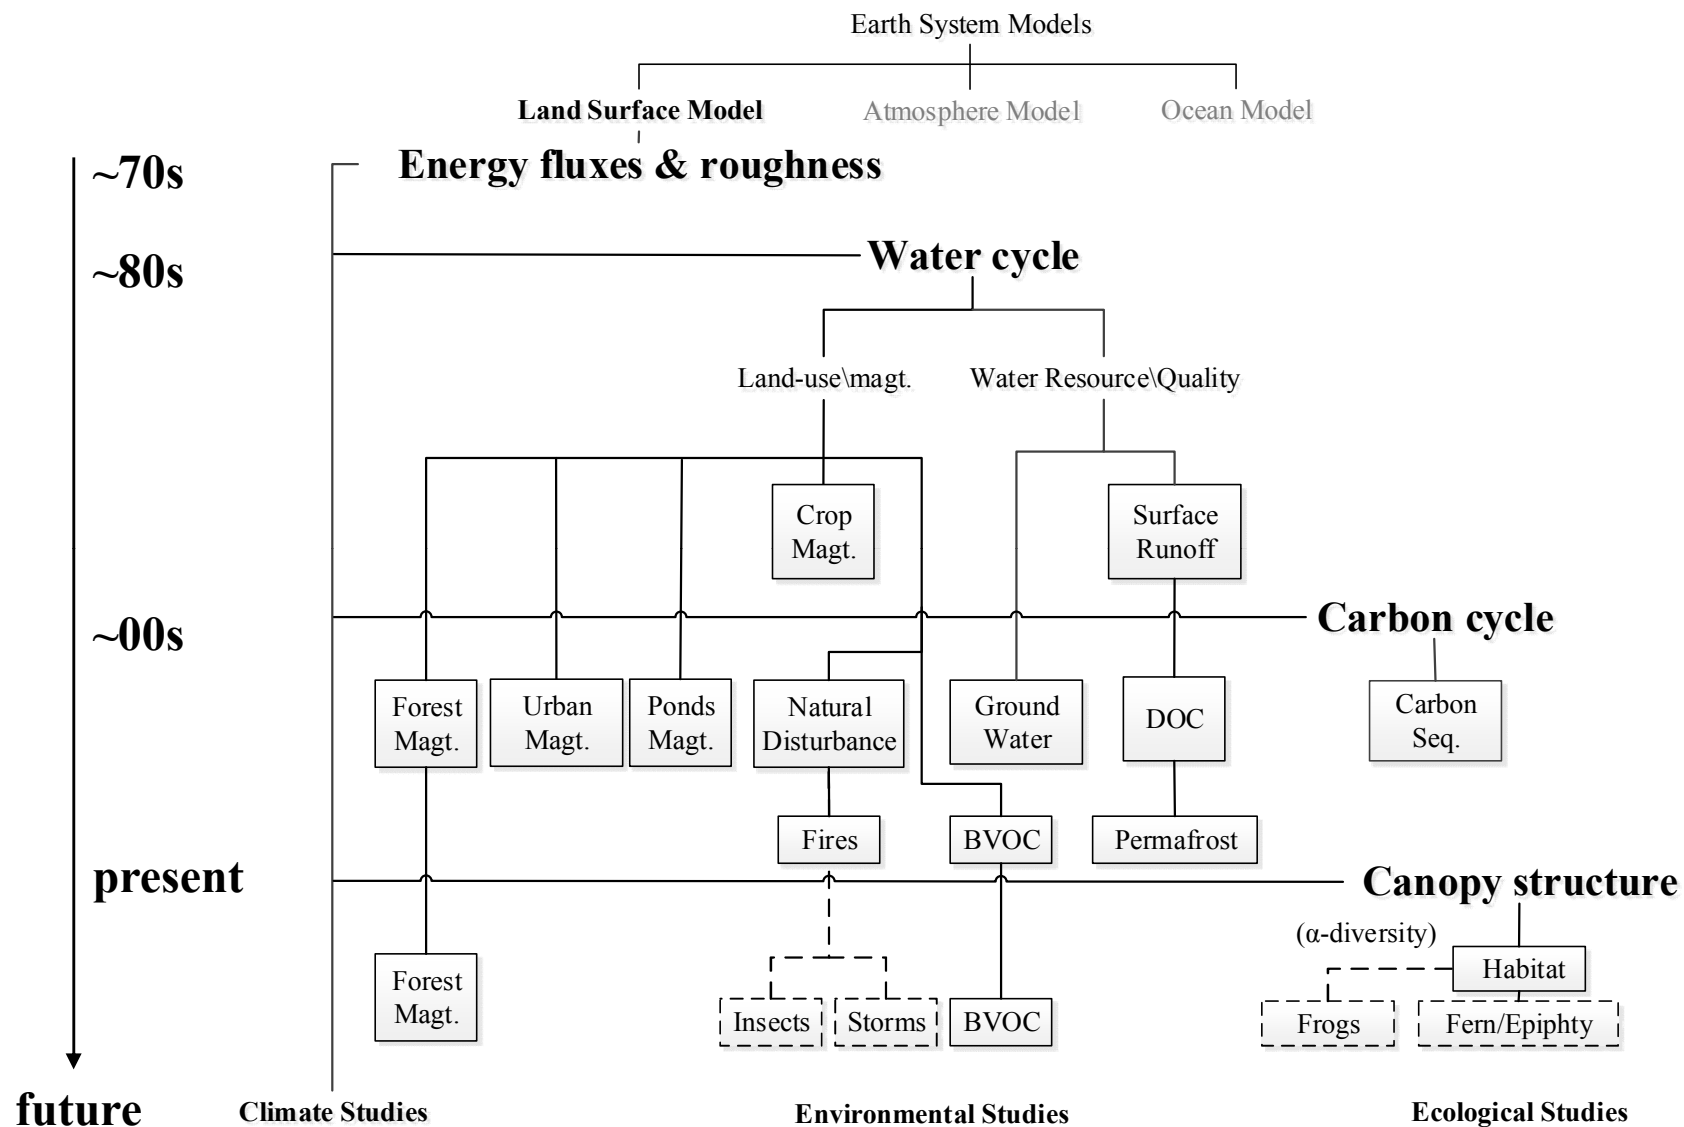 Earth System Models
Land Surface Model
Atmosphere Model
Ocean Model
~70s
Energy fluxes & roughness
~80s
Water cycle
Land-use\magt.
Water Resource\Quality
Crop
Magt.
Surface
Runoff
~00s
Carbon cycle
Forest
Magt.
Urban
Magt.
Ponds
Magt.
Natural
Disturbance
Ground
Water
DOC
Carbon
Seq.
Fires
BVOC
Permafrost
present
Canopy structure
(α-diversity)
Habitat
Forest
Magt.
Insects
Storms
BVOC
Frogs
Fern/Epiphty
future
Climate Studies
Environmental Studies
Ecological Studies